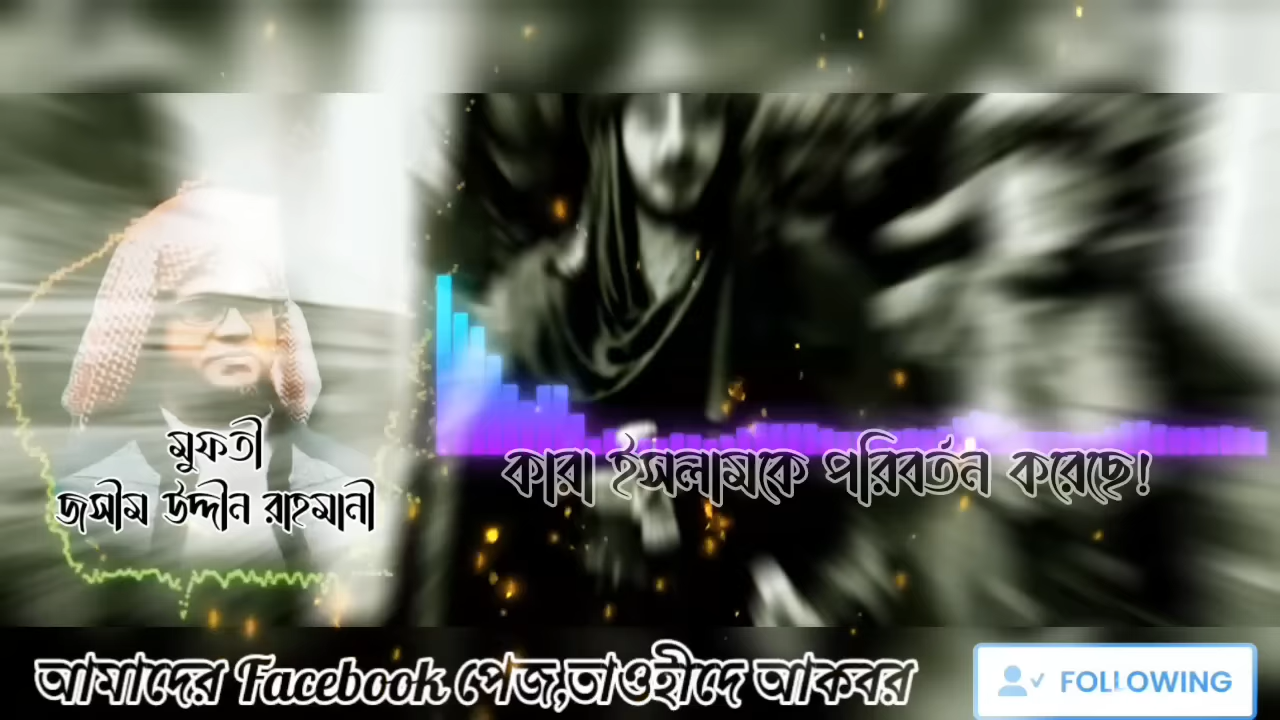 মুফতী
জসীম উদ্দীন রাহমানী
কারা ইসলামকে পরিবর্তন করেছে!
আমাদের Facebook পেজ,তাওহীদে আকবর
FOLLOWING